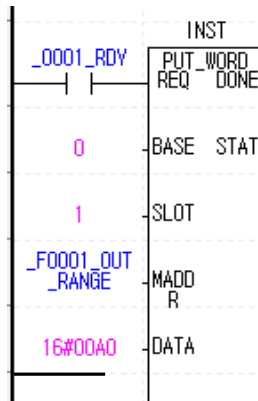 INST
_0001_RDY
PUT_WORD
REQ DONE
0
BASE STAT
1
SLOT
_F0001_OUT
_RANGE
MADD
R
16#00A0
DATA